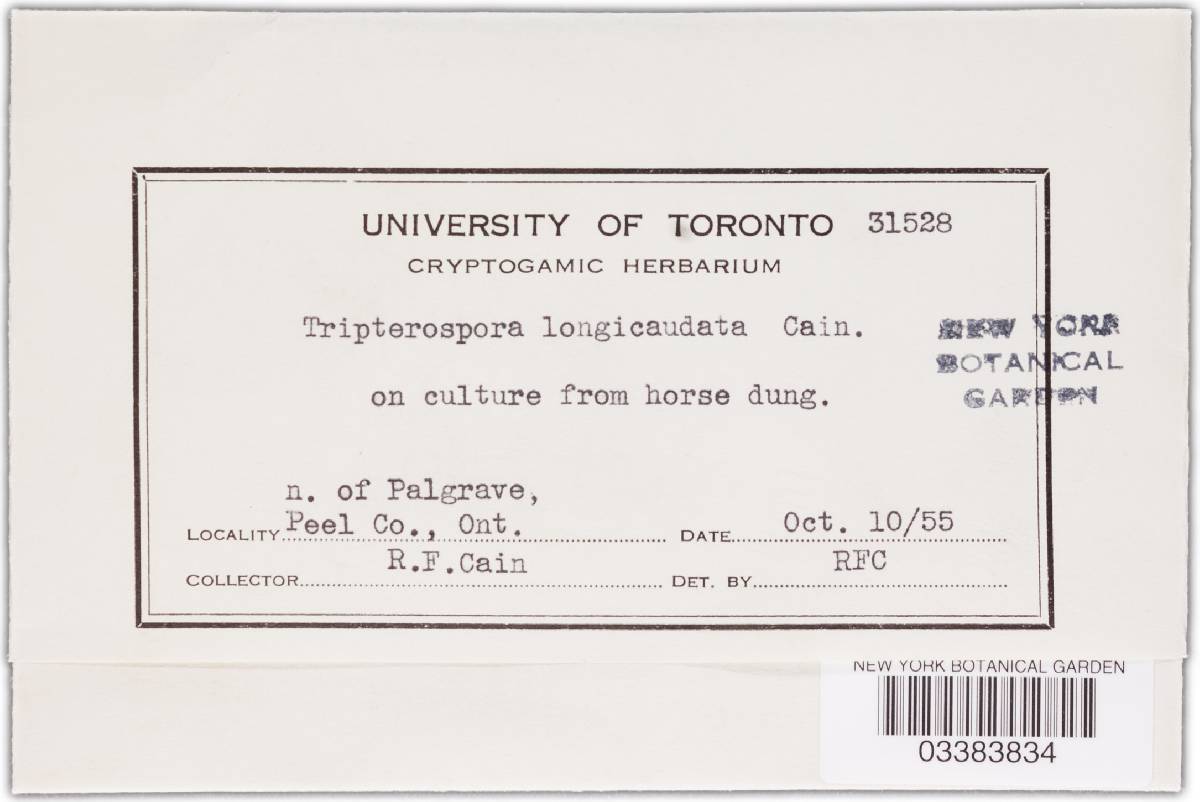 UNIVERSITY OF TORONTO 31528
CRYPTOGAMIC HERBARIUM
Tripterospora longicaudata Cain.
on culture from horse dung.
NEW YORK
BOTANICAL
GARDEN
n. of Palgrave,
LOCALITY Peel Co., Ont. DATE Oct. 10/55
COLLECTOR R.F.Cain DET. BY RFC
NEW YORK BOTANICAL GARDEN
03383834